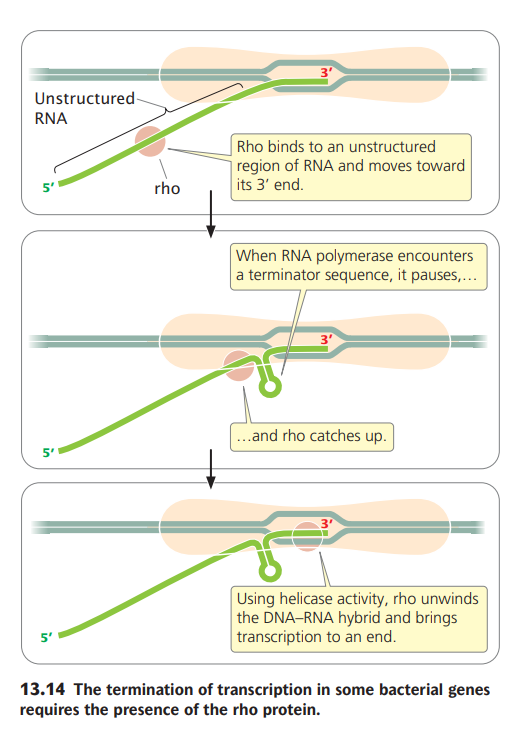 3′
Unstructured
RNA
Rho binds to an unstructured
region of RNA and moves toward
its 3′ end.
5′
rho
When RNA polymerase encounters
a terminator sequence, it pauses,…
3′
…and rho catches up.
5′
3′
Using helicase activity, rho unwinds
the DNA–RNA hybrid and brings
transcription to an end.
5′
13.14 The termination of transcription in some bacterial genes
requires the presence of the rho protein.